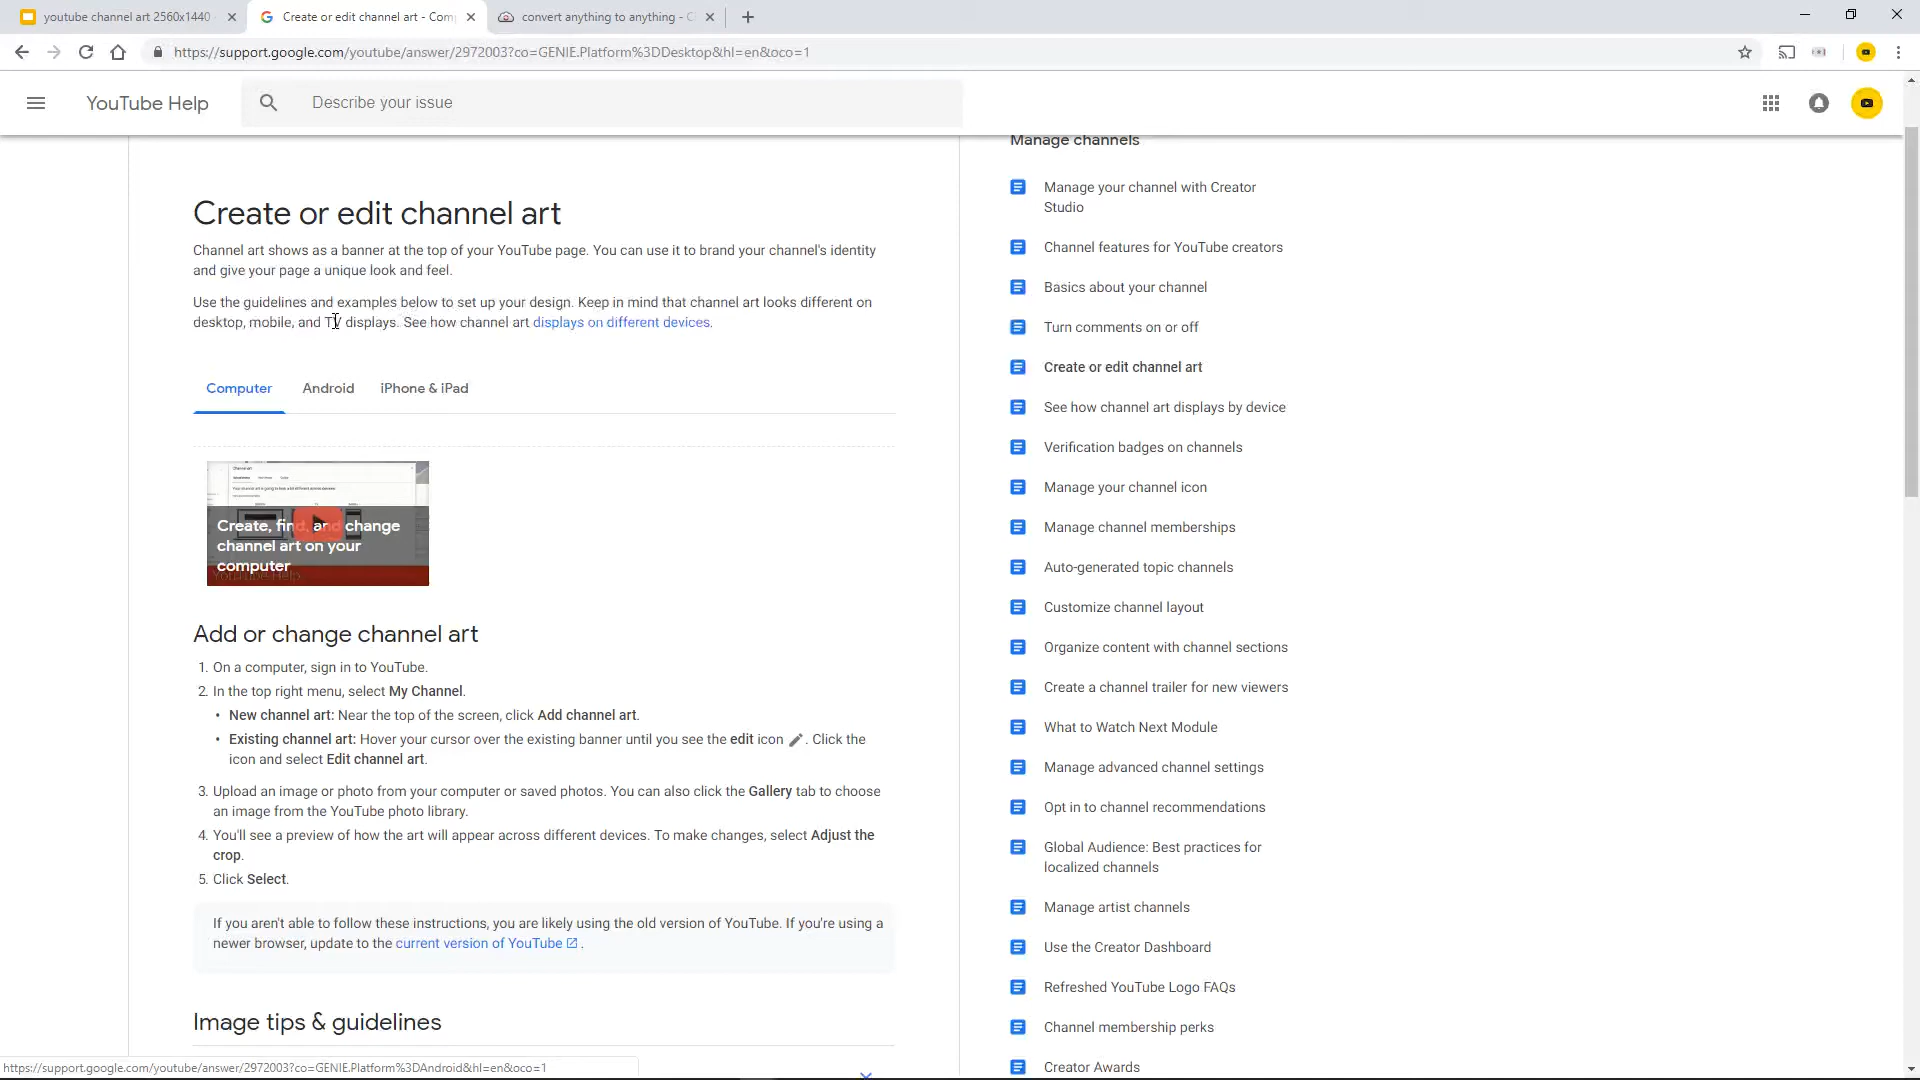 youtube channel art 2560x1440
Create or edit channel art - Com
convert anything to anything - C
https://support.google.com/youtube/answer/2972003?co=GENIE.Platform%3DDesktop&hl=en&oco=1
YouTube Help
Describe your issue
Create or edit channel art
Channel art shows as a banner at the top of your YouTube page. You can use it to brand your channel's identity
and give your page a unique look and feel.
Use the guidelines and examples below to set up your design. Keep in mind that channel art looks different on
desktop, mobile, and TV displays. See how channel art displays on different devices.
Computer
Android
iPhone & iPad
Create, find, and change
channel art on your
computer
YouTube Help
Add or change channel art
1. On a computer, sign in to YouTube.
2. In the top right menu, select My Channel.
• New channel art: Near the top of the screen, click Add channel art.
• Existing channel art: Hover your cursor over the existing banner until you see the edit icon . Click the
icon and select Edit channel art.
3. Upload an image or photo from your computer or saved photos. You can also click the Gallery tab to choose
an image from the YouTube photo library.
4. You'll see a preview of how the art will appear across different devices. To make changes, select Adjust the
crop.
5. Click Select.
If you aren't able to follow these instructions, you are likely using the old version of YouTube. If you're using a
newer browser, update to the current version of YouTube .
Image tips & guidelines
Manage channels
Manage your channel with Creator
Studio
Channel features for YouTube creators
Basics about your channel
Turn comments on or off
Create or edit channel art
See how channel art displays by device
Verification badges on channels
Manage your channel icon
Manage channel memberships
Auto-generated topic channels
Customize channel layout
Organize content with channel sections
Create a channel trailer for new viewers
What to Watch Next Module
Manage advanced channel settings
Opt in to channel recommendations
Global Audience: Best practices for
localized channels
Manage artist channels
Use the Creator Dashboard
Refreshed YouTube Logo FAQs
Channel membership perks
Creator Awards
https://support.google.com/youtube/answer/2972003?co=GENIE.Platform%3DAndroid&hl=en&oco=1